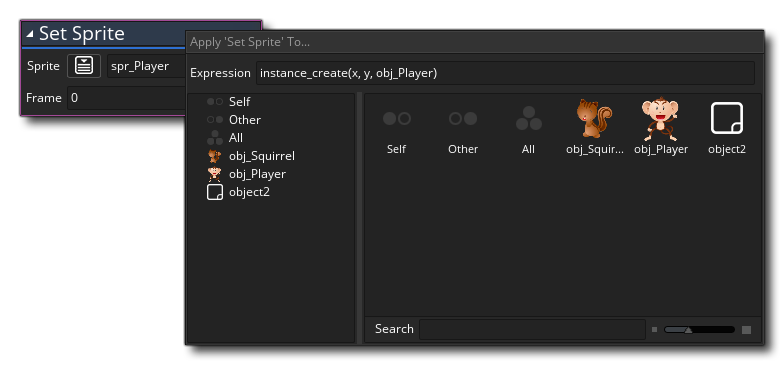 Set Sprite
Sprite spr_Player
Frame 0
Apply 'Set Sprite' To...
Expression instance_create(x, y, obj_Player)
Self
Other
All
obj_Squirrel
obj_Player
object2
Self Other All obj_Squir... obj_Player object2
Search